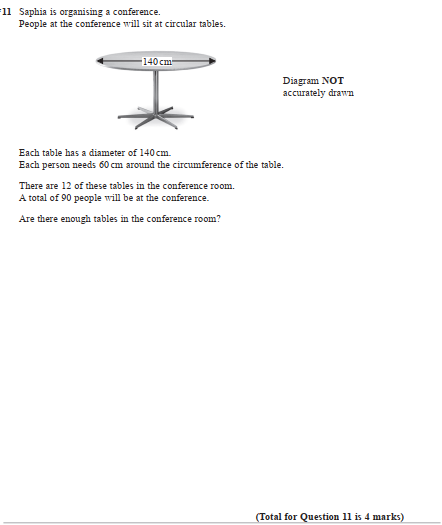 *11 Saphia is organising a conference.
People at the conference will sit at circular tables.
140 cm
Diagram NOT
accurately drawn
Each table has a diameter of 140 cm.
Each person needs 60 cm around the circumference of the table.
There are 12 of these tables in the conference room.
A total of 90 people will be at the conference.
Are there enough tables in the conference room?
(Total for Question 11 is 4 marks)